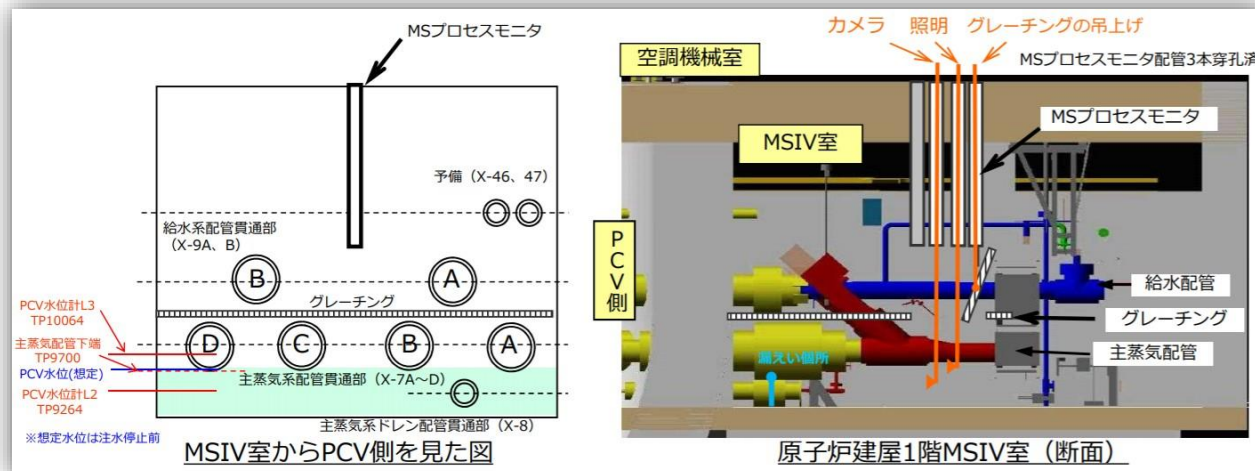 MSプロセスモニタ
予備（X-46、47）
給水系配管貫通部
（X-9A、B）
B
A
グレーチング
PCV水位計L3
TP10064
主蒸気配管下端
TP9700
PCV水位(想定)
PCV水位計L2
TP9264
D
C
B
A
主蒸気系配管貫通部（X-7A～D）
主蒸気系ドレン配管貫通部（X-8）
※想定水位は注水停止前
MSIV室からPCV側を見た図
カメラ
照明
グレーチングの吊上げ
空調機械室
MSプロセスモニタ配管3本穿孔済
MSプロセスモニタ
MSIV室
PCV側
給水配管
グレーチング
主蒸気配管
漏えい個所
原子炉建屋1階MSIV室（断面）